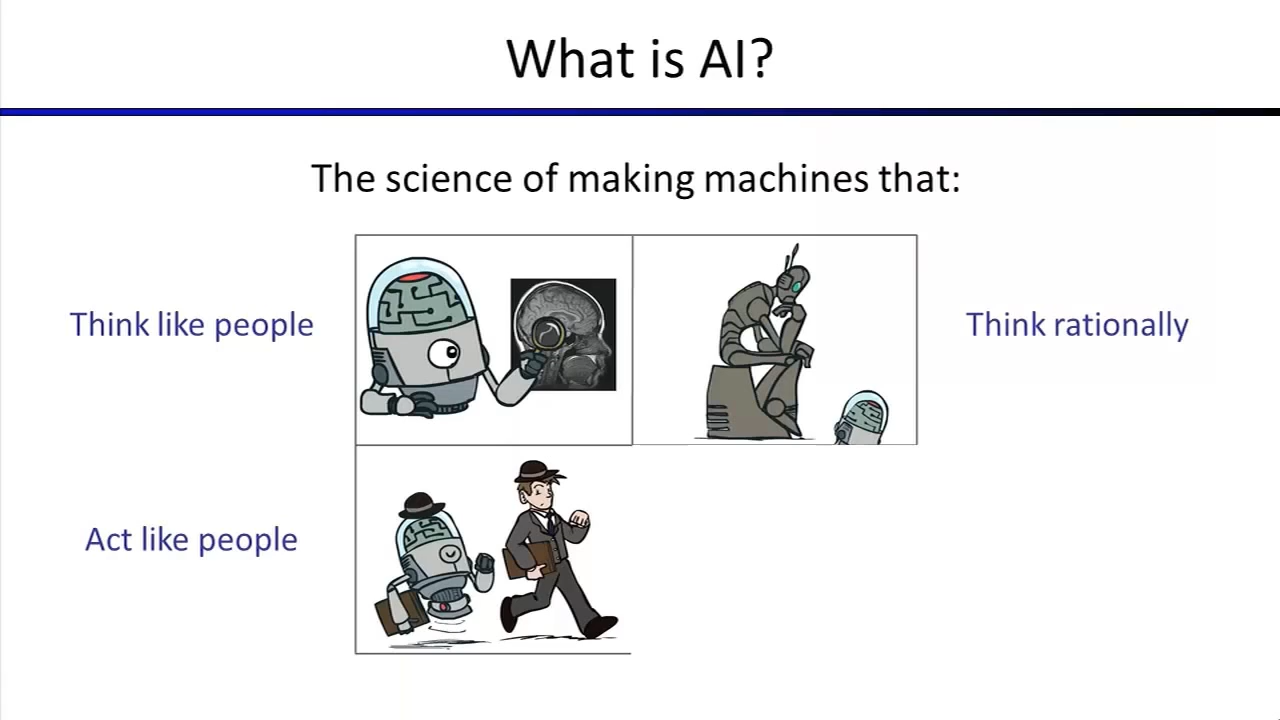 What is AI?
The science of making machines that:
Think like people
Think rationally
Act like people